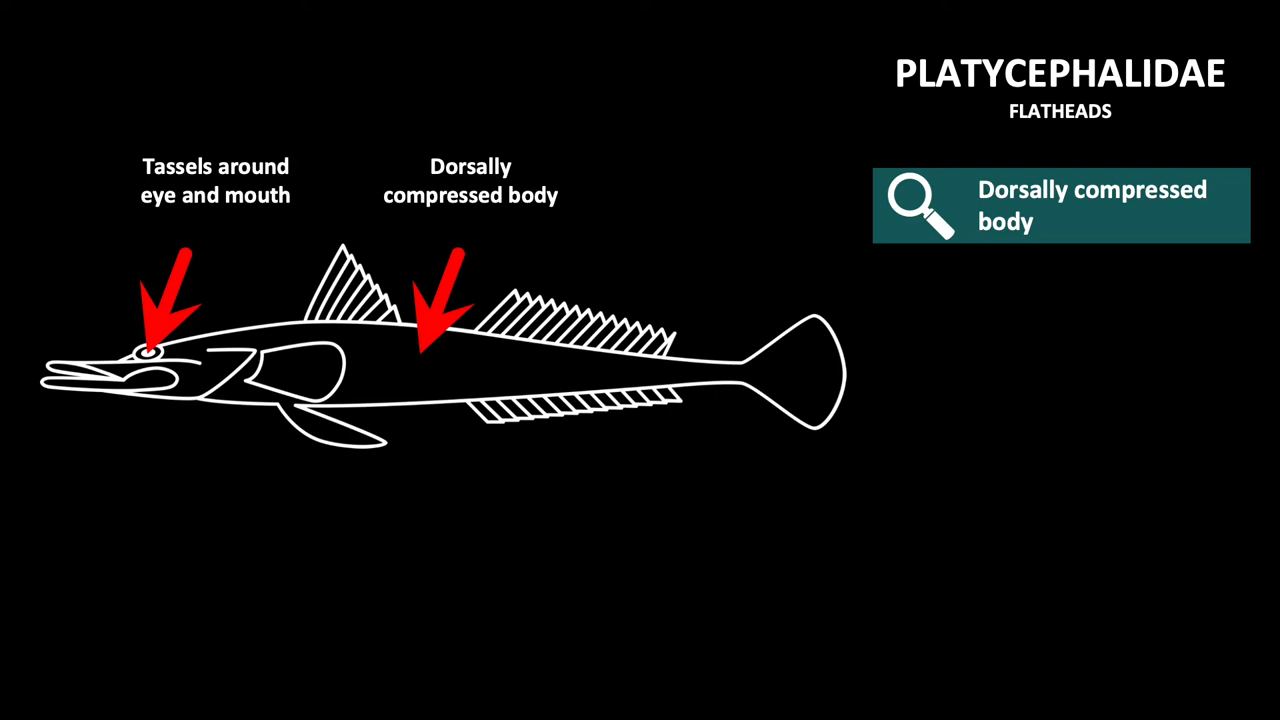 PLATYCEPHALIDAE
FLATHEADS
Tassels around
eye and mouth
Dorsally
compressed body
Dorsally compressed
body